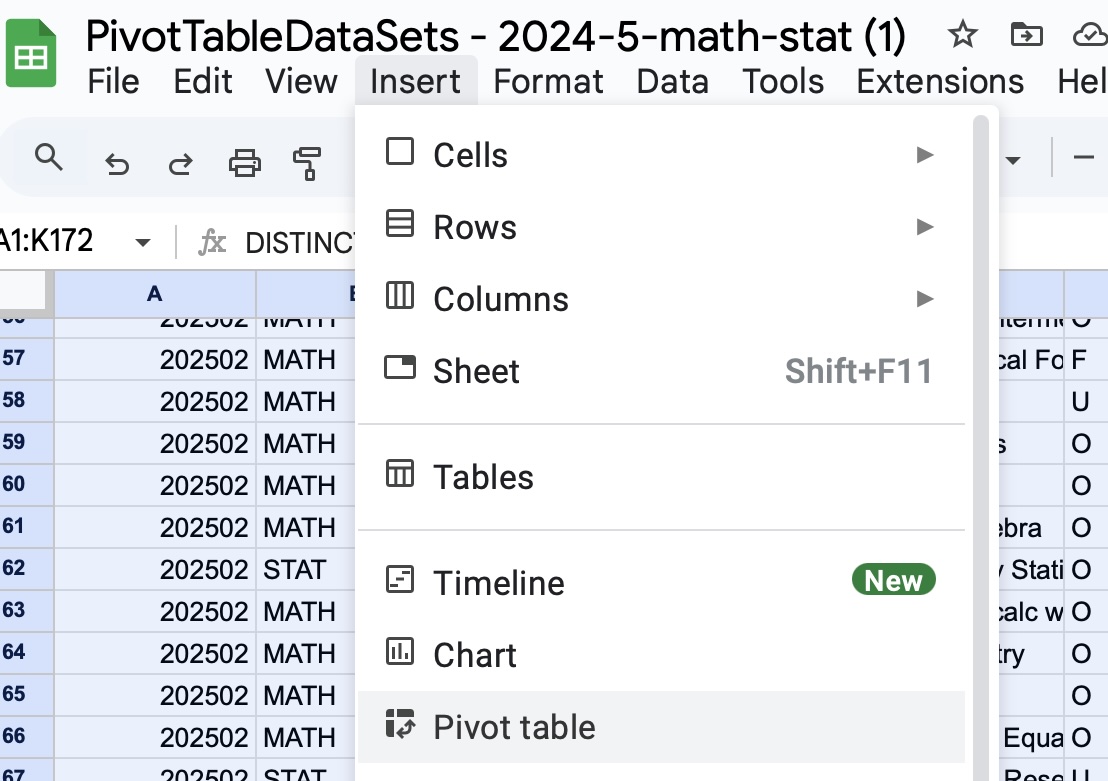 PivotTableDataSets - 2024-5-math-stat (1)
File Edit View Insert Format Data Tools Extensions Hel
A1:K172 fx DISTINCT
Cells
Rows
Columns
Sheet Shift+F11
Tables
Timeline New
Chart
Pivot table
A
202502 MATH
57 202502 MATH cal Fo F
58 202502 MATH U
59 202502 MATH s O
60 202502 MATH O
61 202502 MATH ebra O
62 202502 STAT y Stati O
63 202502 MATH calc w O
64 202502 MATH try O
65 202502 MATH O
66 202502 MATH Equa O
67 202502 STAT Rese U